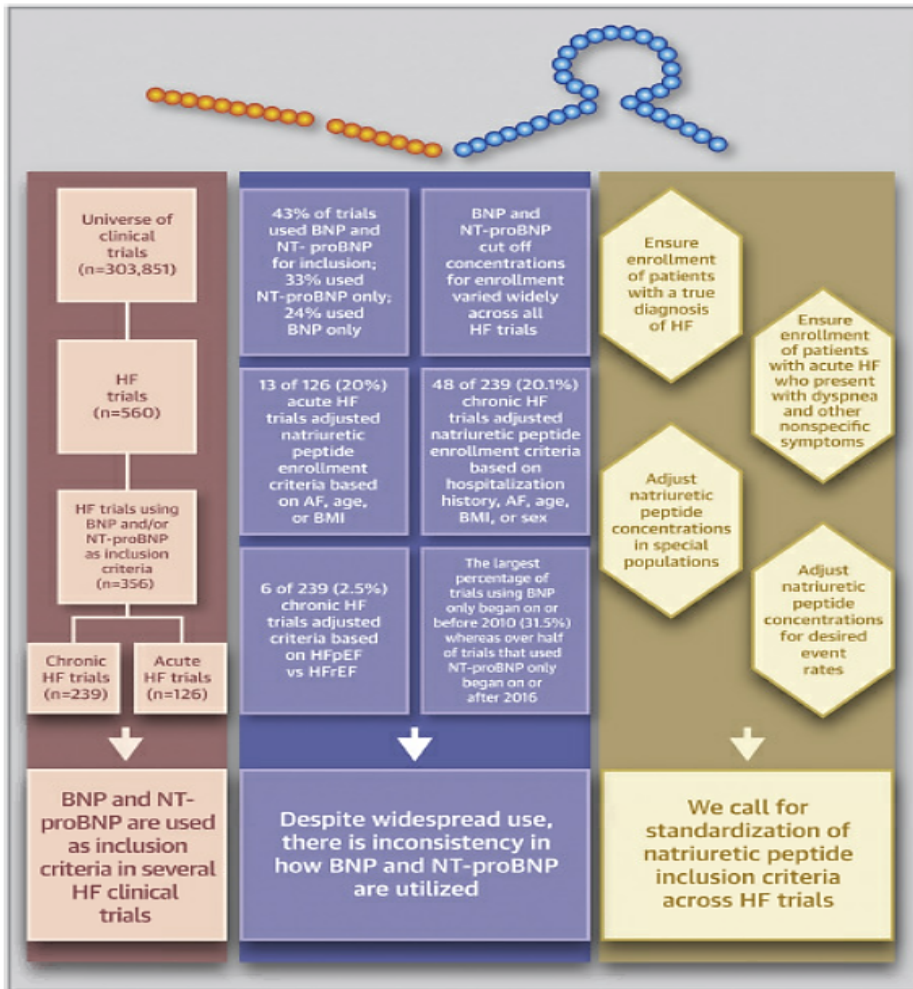 Universe of
clinical
trials
(n=303,851)
HF
trials
(n=560)
HF trials using
BNP and/or
NT-proBNP
as inclusion
criteria
(n=356)
Chronic
HF trials
(n=239)
Acute
HF trials
(n=126)
BNP and NT-
proBNP are used
as inclusion
criteria in several
HF clinical
trials
43% of trials
used BNP and
NT- proBNP
for inclusion;
33% used
NT-proBNP only;
24% used
BNP only
BNP and
NT-proBNP
cut off
concentrations
for enrollment
varied widely
across all
HF trials
13 of 126 (20%)
acute HF
trials adjusted
natriuretic
peptide
enrollment
criteria based
on AF, age,
or BMI
48 of 239 (20.1%)
chronic HF
trials adjusted
natriuretic peptide
enrollment criteria
based on
hospitalization
history, AF, age,
BMI, or sex
6 of 239 (2.5%)
chronic HF
trials adjusted
criteria based
on HFpEF
vs HFrEF
The largest
percentage of
trials using BNP
only began on or
before 2010 (31.5%)
whereas over half
of trials that used
NT-proBNP only
began on or
after 2016
Despite widespread use,
there is inconsistency in
how BNP and NT-proBNP
are utilized
Ensure
enrollment
of patients
with a true
diagnosis
of HF
Ensure
enrollment
of patients
with acute HF
who present
with dyspnea
and other
nonspecific
symptoms
Adjust
natriuretic
peptide
concentrations
in special
populations
Adjust
natriuretic
peptide
concentrations
for desired
event
rates
We call for
standardization of
natriuretic peptide
inclusion criteria
across HF trials